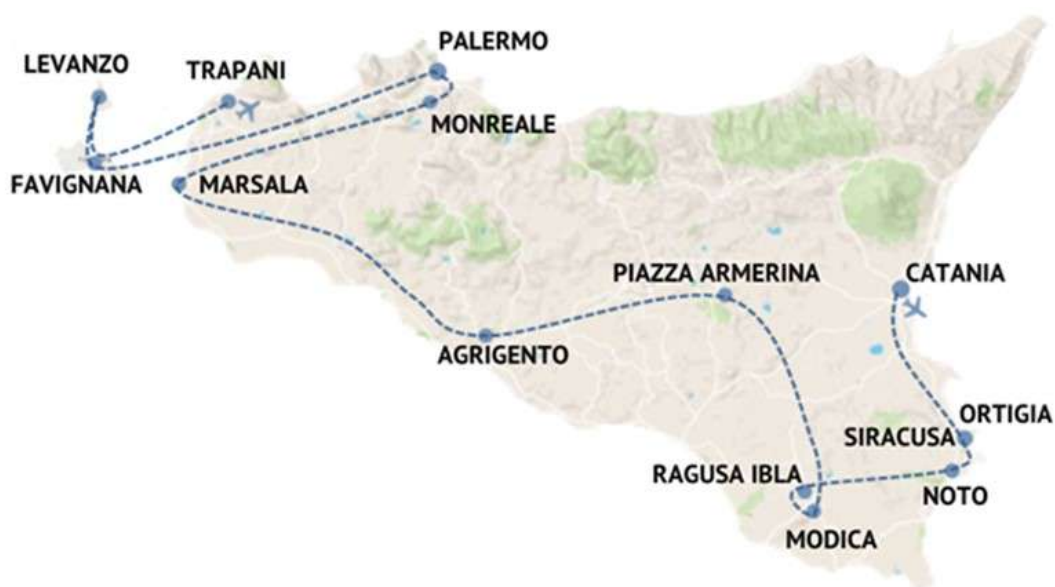 PALERMO
LEVANZO
TRAPANI
MONREALE
FAVIGNANA
MARSALA
PIAZZA ARMERINA
CATANIA
AGRIGENTO
ORTIGIA
SIRACUSA
RAGUSA IBLA
NOTO
MODICA